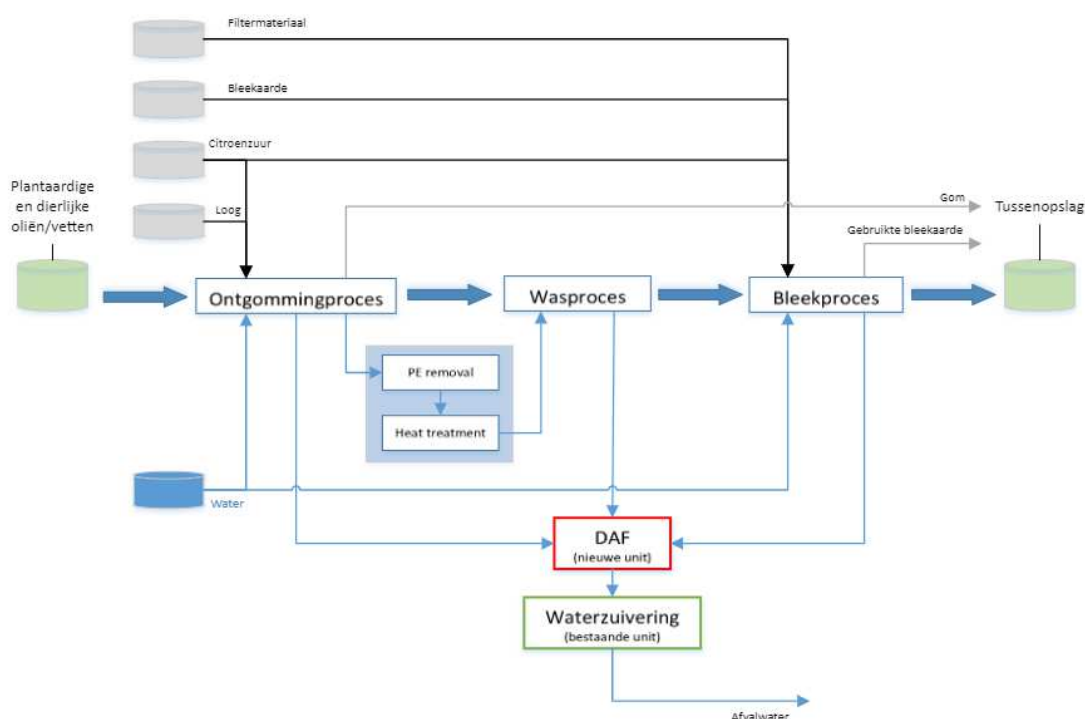 Filtermateriaal
Bleekaarde
Citroenzuur
Plantaardige
en dierlijke
oliën/vetten
Loog
Gom
Tussenopslag
Gebruikte bleekaarde
Ontgommingproces
Wasproces
Bleekproces
PE removal
Heat treatment
Water
DAF
(nieuwe unit)
Waterzuivering
(bestaande unit)
Afvalwater